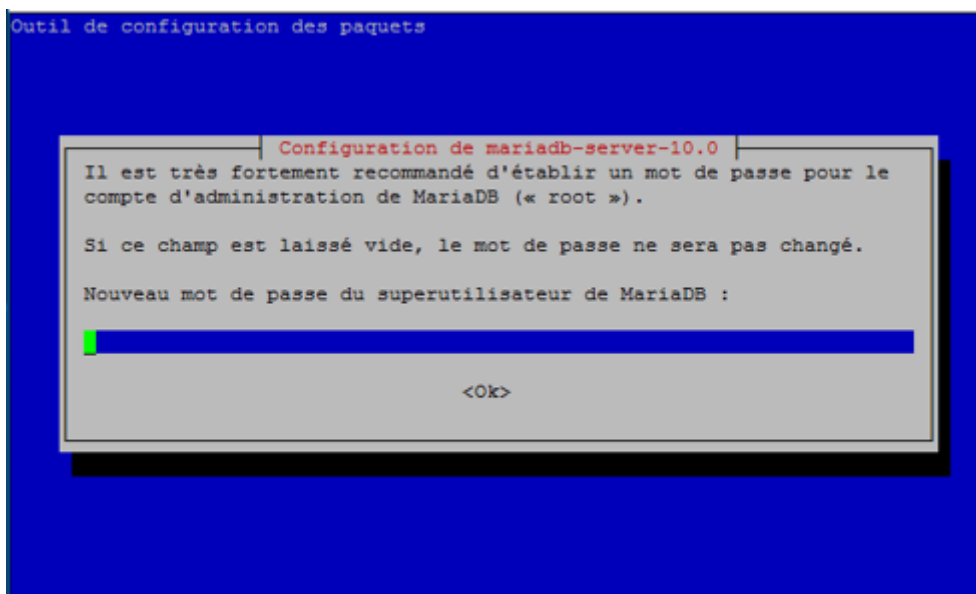 Outil de configuration des paquets
Configuration de mariadb-server-10.0
Il est très fortement recommandé d'établir un mot de passe pour le
compte d'administration de MariaDB (« root »).
Si ce champ est laissé vide, le mot de passe ne sera pas changé.
Nouveau mot de passe du superutilisateur de MariaDB :
<Ok>